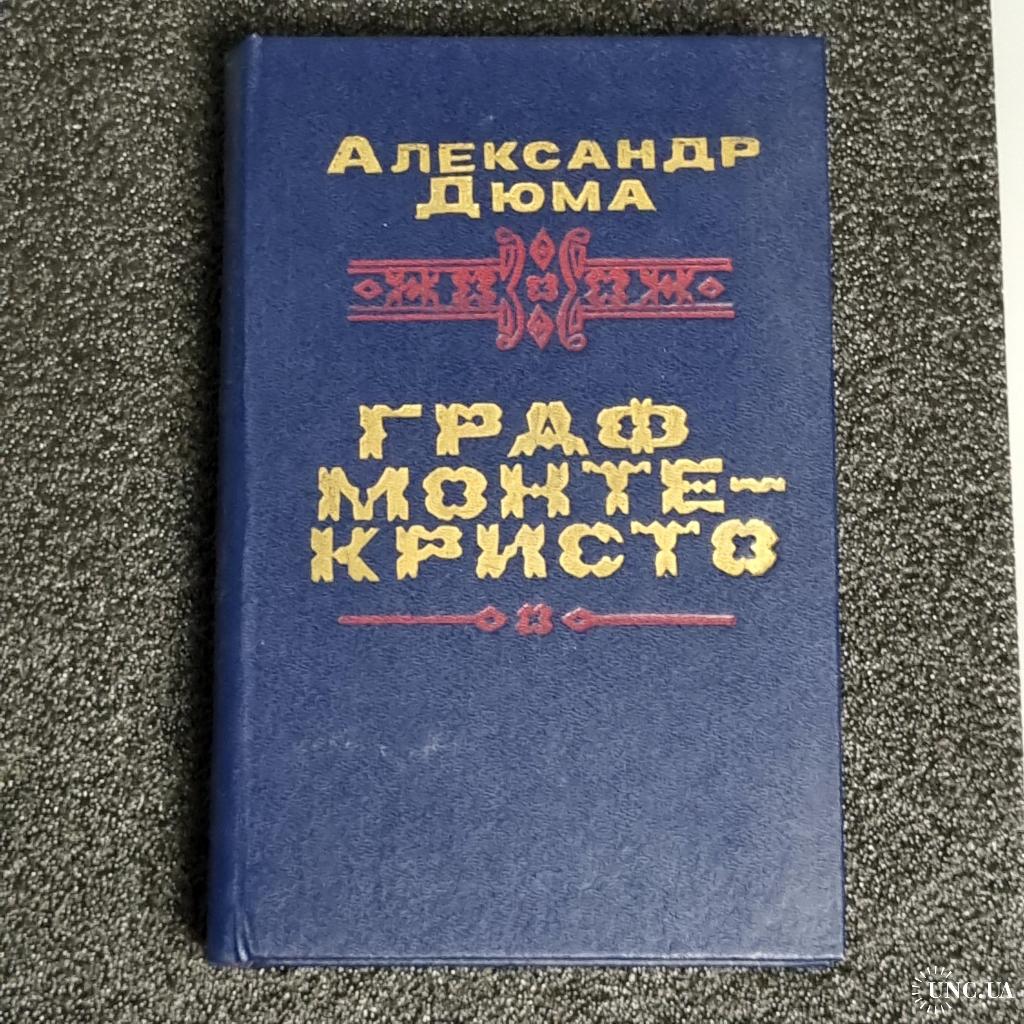 АЛЕКСАНДР
ДЮМА
ГРАФ
МОНТЕ-
КРИСТО
UNC.UA